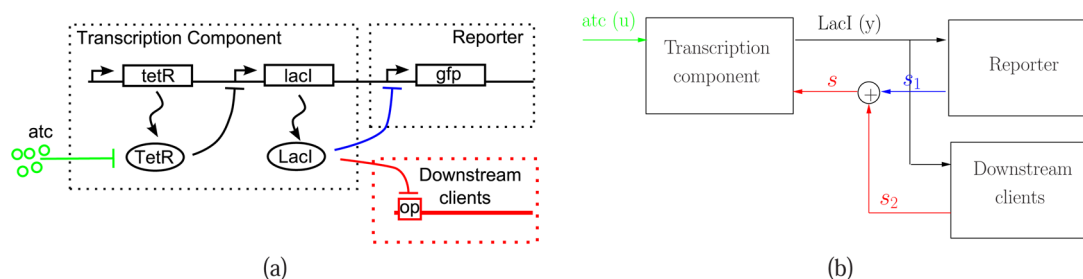 Transcription Component
Reporter
tetR
lacI
gfp
atc
TetR
LacI
Downstream
clients
op
(a)
atc (u)
LacI (y)
Transcription
component
Reporter
s
+
s₁
Downstream
clients
s₂
(b)